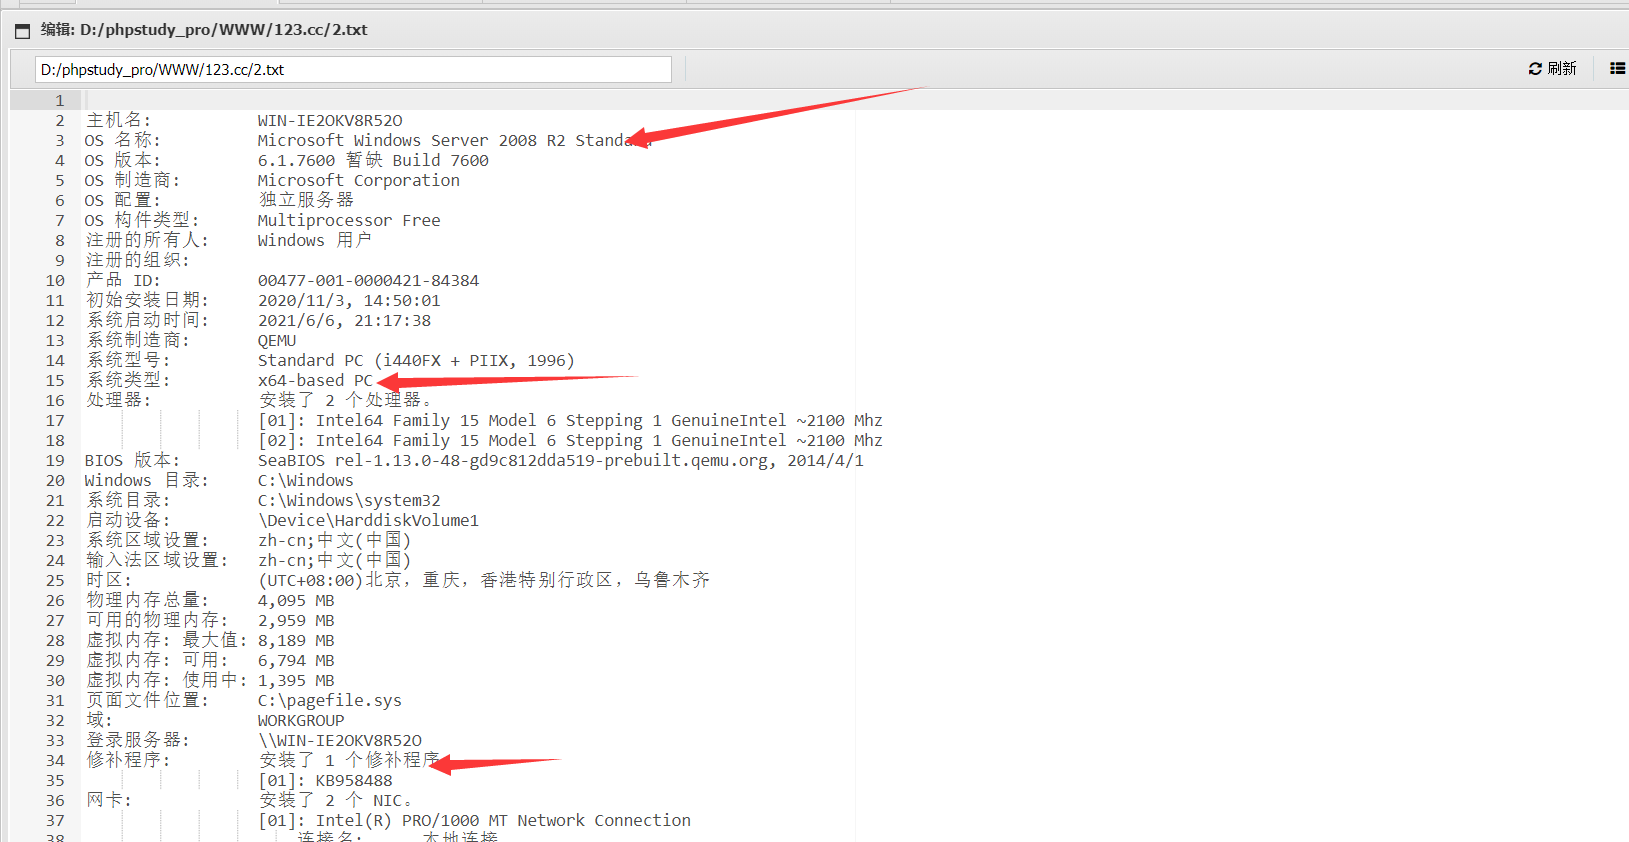 编辑: D:/phpstudy_pro/WWW/123.cc/2.txt
D:/phpstudy_pro/WWW/123.cc/2.txt 刷新
1
2 主机名: WIN-IE2OKV8R52O
3 OS 名称: Microsoft Windows Server 2008 R2 Standard
4 OS 版本: 6.1.7600 暂缺 Build 7600
5 OS 制造商: Microsoft Corporation
6 OS 配置: 独立服务器
7 OS 构件类型: Multiprocessor Free
8 注册的所有人: Windows 用户
9 注册的组织:
10 产品 ID: 00477-001-0000421-84384
11 初始安装日期: 2020/11/3, 14:50:01
12 系统启动时间: 2021/6/6, 21:17:38
13 系统制造商: QEMU
14 系统型号: Standard PC (i440FX + PIIX, 1996)
15 系统类型: x64-based PC
16 处理器: 安装了 2 个处理器。
17 [01]: Intel64 Family 15 Model 6 Stepping 1 GenuineIntel ~2100 Mhz
18 [02]: Intel64 Family 15 Model 6 Stepping 1 GenuineIntel ~2100 Mhz
19 BIOS 版本: SeaBIOS rel-1.13.0-48-gd9c812dda519-prebuilt.qemu.org, 2014/4/1
20 Windows 目录: C:\Windows
21 系统目录: C:\Windows\system32
22 启动设备: \Device\HarddiskVolume1
23 系统区域设置: zh-cn;中文(中国)
24 输入法区域设置: zh-cn;中文(中国)
25 时区: (UTC+08:00)北京，重庆，香港特别行政区，乌鲁木齐
26 物理内存总量: 4,095 MB
27 可用的物理内存: 2,959 MB
28 虚拟内存: 最大值: 8,189 MB
29 虚拟内存: 可用: 6,794 MB
30 虚拟内存: 使用中: 1,395 MB
31 页面文件位置: C:\pagefile.sys
32 域: WORKGROUP
33 登录服务器: \\WIN-IE2OKV8R52O
34 修补程序: 安装了 1 个修补程序
35 [01]: KB958488
36 网卡: 安装了 2 个 NIC。
37 [01]: Intel(R) PRO/1000 MT Network Connection
38 连接名: 本地连接